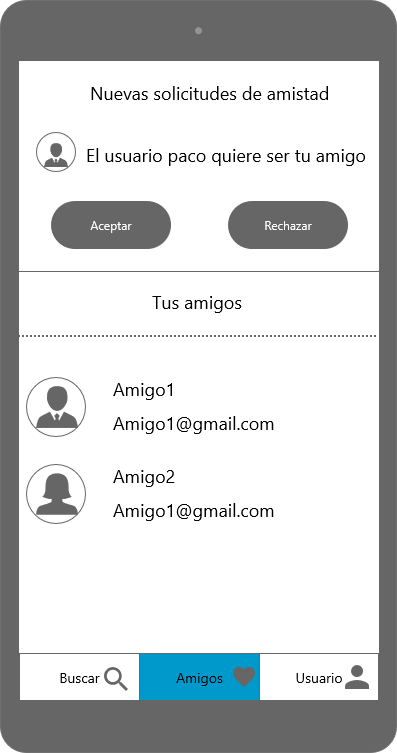 Nuevas solicitudes de amistad
El usuario paco quiere ser tu amigo
Aceptar Rechazar
Tus amigos
Amigo1
Amigo1@gmail.com
Amigo2
Amigo1@gmail.com
Buscar Amigos Usuario